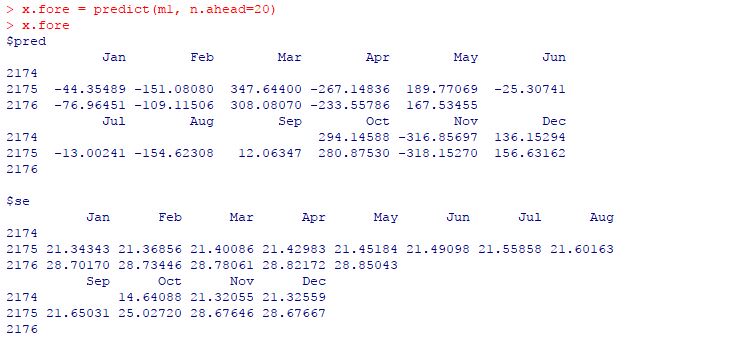 > x.fore = predict(m1, n.ahead=20)
> x.fore
$pred
Jan Feb Mar Apr May Jun
2174
2175 -44.35489 -151.08080 347.64400 -267.14836 189.77069 -25.30741
2176 -76.96451 -109.11506 308.08070 -233.55786 167.53455
Jul Aug Sep Oct Nov Dec
2174 294.14588 -316.85697 136.15294
2175 -13.00241 -154.62308 12.06347 280.87530 -318.15270 156.63162
2176
$se
Jan Feb Mar Apr May Jun Jul Aug
2174
2175 21.34343 21.36856 21.40086 21.42983 21.45184 21.49098 21.55858 21.60163
2176 28.70170 28.73446 28.78061 28.82172 28.85043
Sep Oct Nov Dec
2174 14.64088 21.32055 21.32559
2175 21.65031 25.02720 28.67646 28.67667
2176